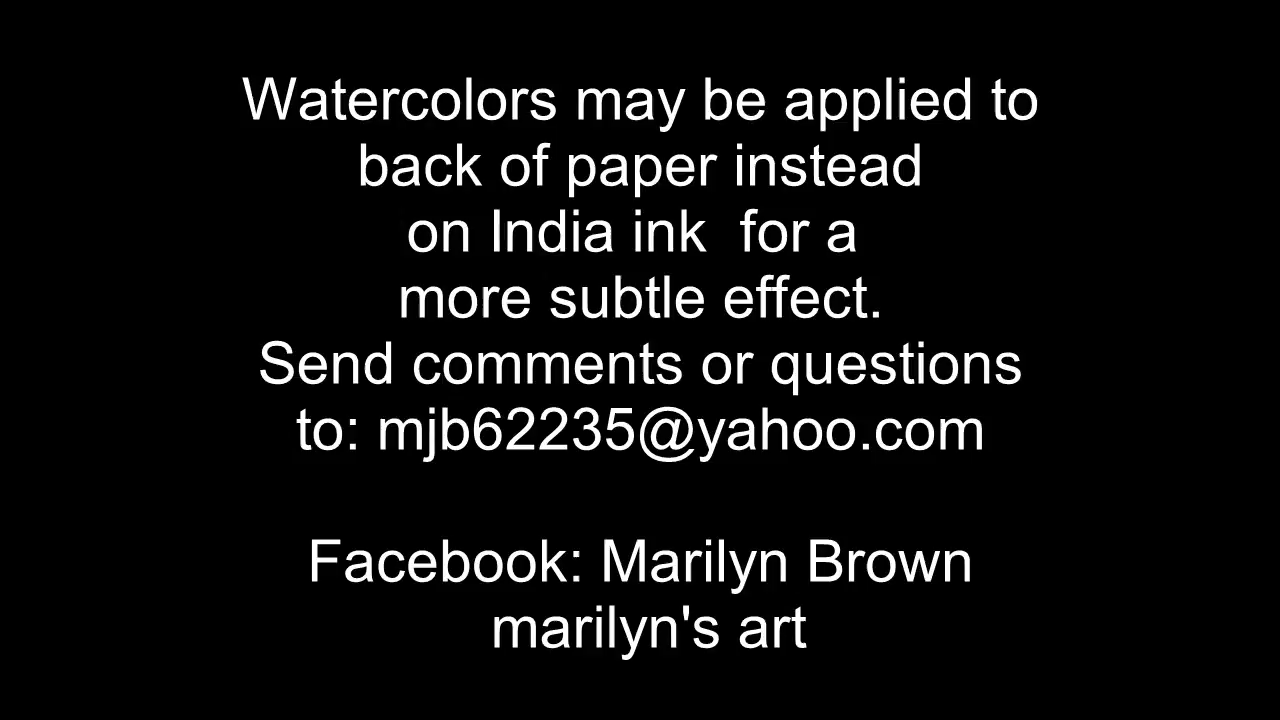 Watercolors may be applied to
back of paper instead
on India ink  for a
more subtle effect.
Send comments or questions
to: mjb62235@yahoo.com
Facebook: Marilyn Brown
marilyn's art